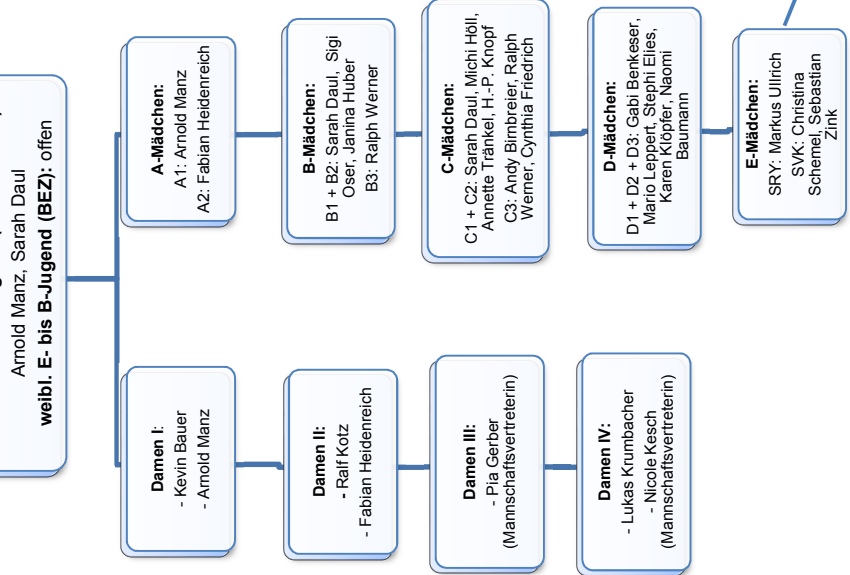 Arnold Manz, Sarah Daul
weibl. E- bis B-Jugend (BEZ): offen
Damen I:
- Kevin Bauer
- Arnold Manz
Damen II:
- Ralf Kotz
- Fabian Heidenreich
Damen III:
- Pia Gerber
(Mannschaftsvertreterin)
Damen IV:
- Lukas Krumbacher
- Nicole Kesch
(Mannschaftsvertreterin)
A-Mädchen:
A1: Arnold Manz
A2: Fabian Heidenreich
B-Mädchen:
B1 + B2: Sarah Daul, Sigi
Oser, Janina Huber
B3: Ralph Werner
C-Mädchen:
C1 + C2: Sarah Daul, Michi Höll,
Annette Tränkel, H.-P. Knopf
C3: Andy Birnbreier, Ralph
Werner, Cynthia Friedrich
D-Mädchen:
D1 + D2 + D3: Gabi Benkeser,
Mario Leppert, Stephi Elies,
Karen Klöpfer, Naomi
Baumann
E-Mädchen:
SRY: Markus Ullrich
SVK: Christina
Schemel, Sebastian
Zink